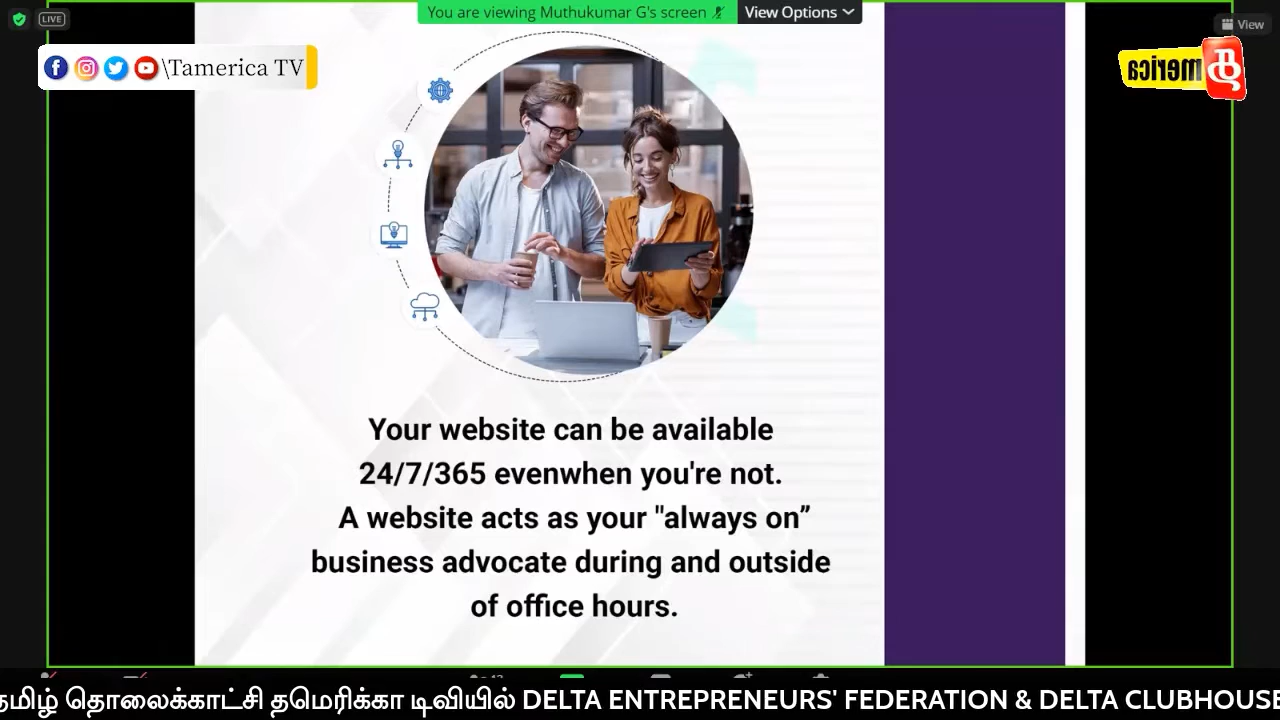 LIVE
You are viewing Muthukumar G's screen
View Options
View
\Tamerica TV
Your website can be available
24/7/365 evenwhen you're not.
A website acts as your "always on”
business advocate during and outside
of office hours.
தமிழ் தொலைக்காட்சி தமெரிக்கா டிவியில் DELTA ENTREPRENEURS' FEDERATION & DELTA CLUBHOUSE